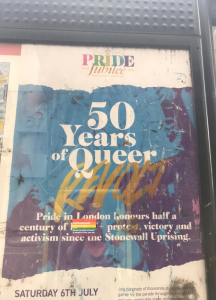 PRIDE
Jubilee
50
Years
of Queer
Pride in London honours half a
century of protest, victory and
activism since the Stonewall Uprising.
SATURDAY 6TH JULY